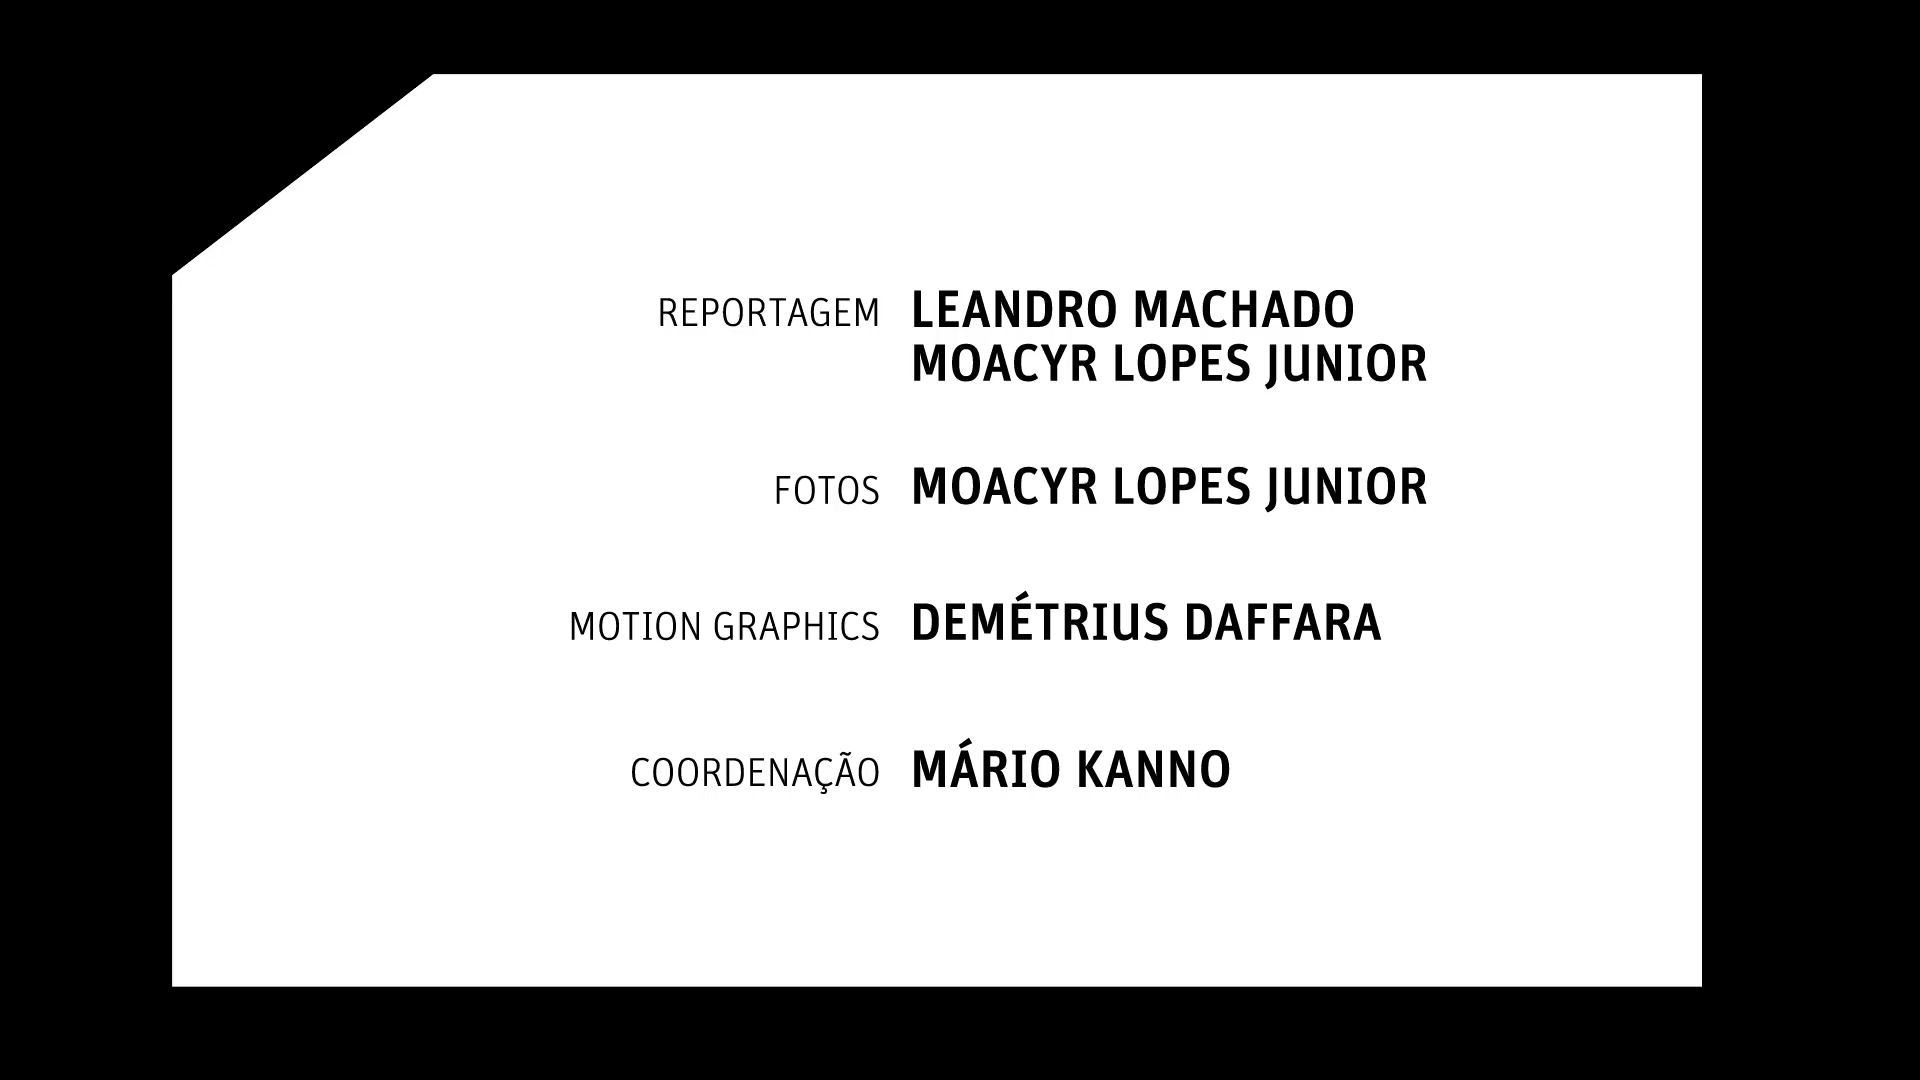 REPORTAGEM LEANDRO MACHADO
MOACYR LOPES JUNIOR
FOTOS MOACYR LOPES JUNIOR
MOTION GRAPHICS DEMÉTRIUS DAFFARA
COORDENAÇÃO MÁRIO KANNO